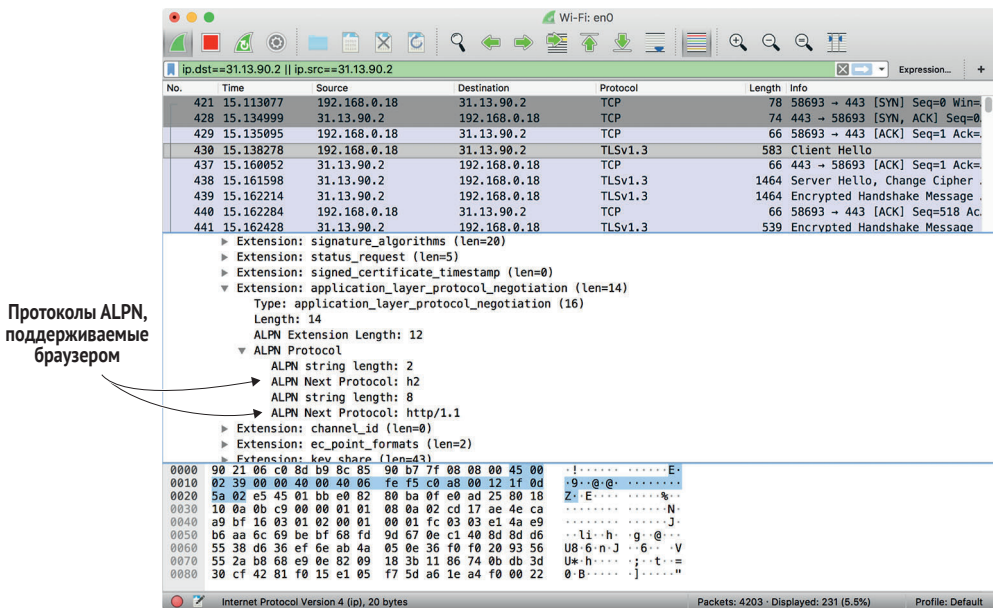 Wi-Fi: en0
ip.dst==31.13.90.2 || ip.src==31.13.90.2 Expression... +
No. Time Source Destination Protocol Length Info
421 15.113077 192.168.0.18 31.13.90.2 TCP 78 58693 → 443 [SYN] Seq=0 Win=
428 15.134999 31.13.90.2 192.168.0.18 TCP 74 443 → 58693 [SYN, ACK] Seq=0
429 15.135095 192.168.0.18 31.13.90.2 TCP 66 58693 → 443 [ACK] Seq=1 Ack=
430 15.138278 192.168.0.18 31.13.90.2 TLSv1.3 583 Client Hello
437 15.160052 31.13.90.2 192.168.0.18 TCP 66 443 → 58693 [ACK] Seq=1 Ack=
438 15.161598 31.13.90.2 192.168.0.18 TLSv1.3 1464 Server Hello, Change Cipher
439 15.162214 31.13.90.2 192.168.0.18 TLSv1.3 1464 Encrypted Handshake Message
440 15.162284 192.168.0.18 31.13.90.2 TCP 66 58693 → 443 [ACK] Seq=518 Ac
441 15.162428 31.13.90.2 192.168.0.18 TLSv1.3 539 Encrypted Handshake Message
Extension: signature_algorithms (len=20)
Extension: status_request (len=5)
Extension: signed_certificate_timestamp (len=0)
Extension: application_layer_protocol_negotiation (len=14)
Type: application_layer_protocol_negotiation (16)
Length: 14
ALPN Extension Length: 12
ALPN Protocol
ALPN string length: 2
ALPN Next Protocol: h2
ALPN string length: 8
ALPN Next Protocol: http/1.1
Extension: channel_id (len=0)
Extension: ec_point_formats (len=2)
Extension: key_share (len=43)
Протоколы ALPN,
поддерживаемые
браузером
0000 90 21 06 c0 8d b9 8c 85 90 b7 7f 08 08 00 45 00 ·!······ ······E·
0010 02 39 00 00 40 00 40 06 fe f5 c0 a8 00 12 1f 0d ·9··@·@· ········
0020 5a 02 e5 45 01 bb e0 82 80 ba 0f e0 ad 25 80 18 Z··E···· ·····%··
0030 10 0a 0b c9 00 00 01 01 08 0a 02 cd 17 ae 4e ca ········ ······N·
0040 a9 bf 16 03 01 02 00 01 00 01 fc 03 03 e1 4a e9 ········ ······J·
0050 b6 aa 6c 69 be bf 68 fd 9d 67 0e c1 40 8d 8d d6 ··li··h· ·g··@···
0060 55 38 d6 36 ef 6e ab 4a 05 0e 36 f0 f0 20 93 56 U8·6·n·J ··6·· ·V
0070 55 2a b8 68 e9 0e 82 09 18 3b 11 86 74 0b db 3d U*·h···· ·;··t··=
0080 30 cf 42 81 f0 15 e1 05 f7 5d a6 1e a4 f0 00 22 0·B····· ·]·····"
Internet Protocol Version 4 (ip), 20 bytes Packets: 4203 · Displayed: 231 (5.5%) Profile: Default